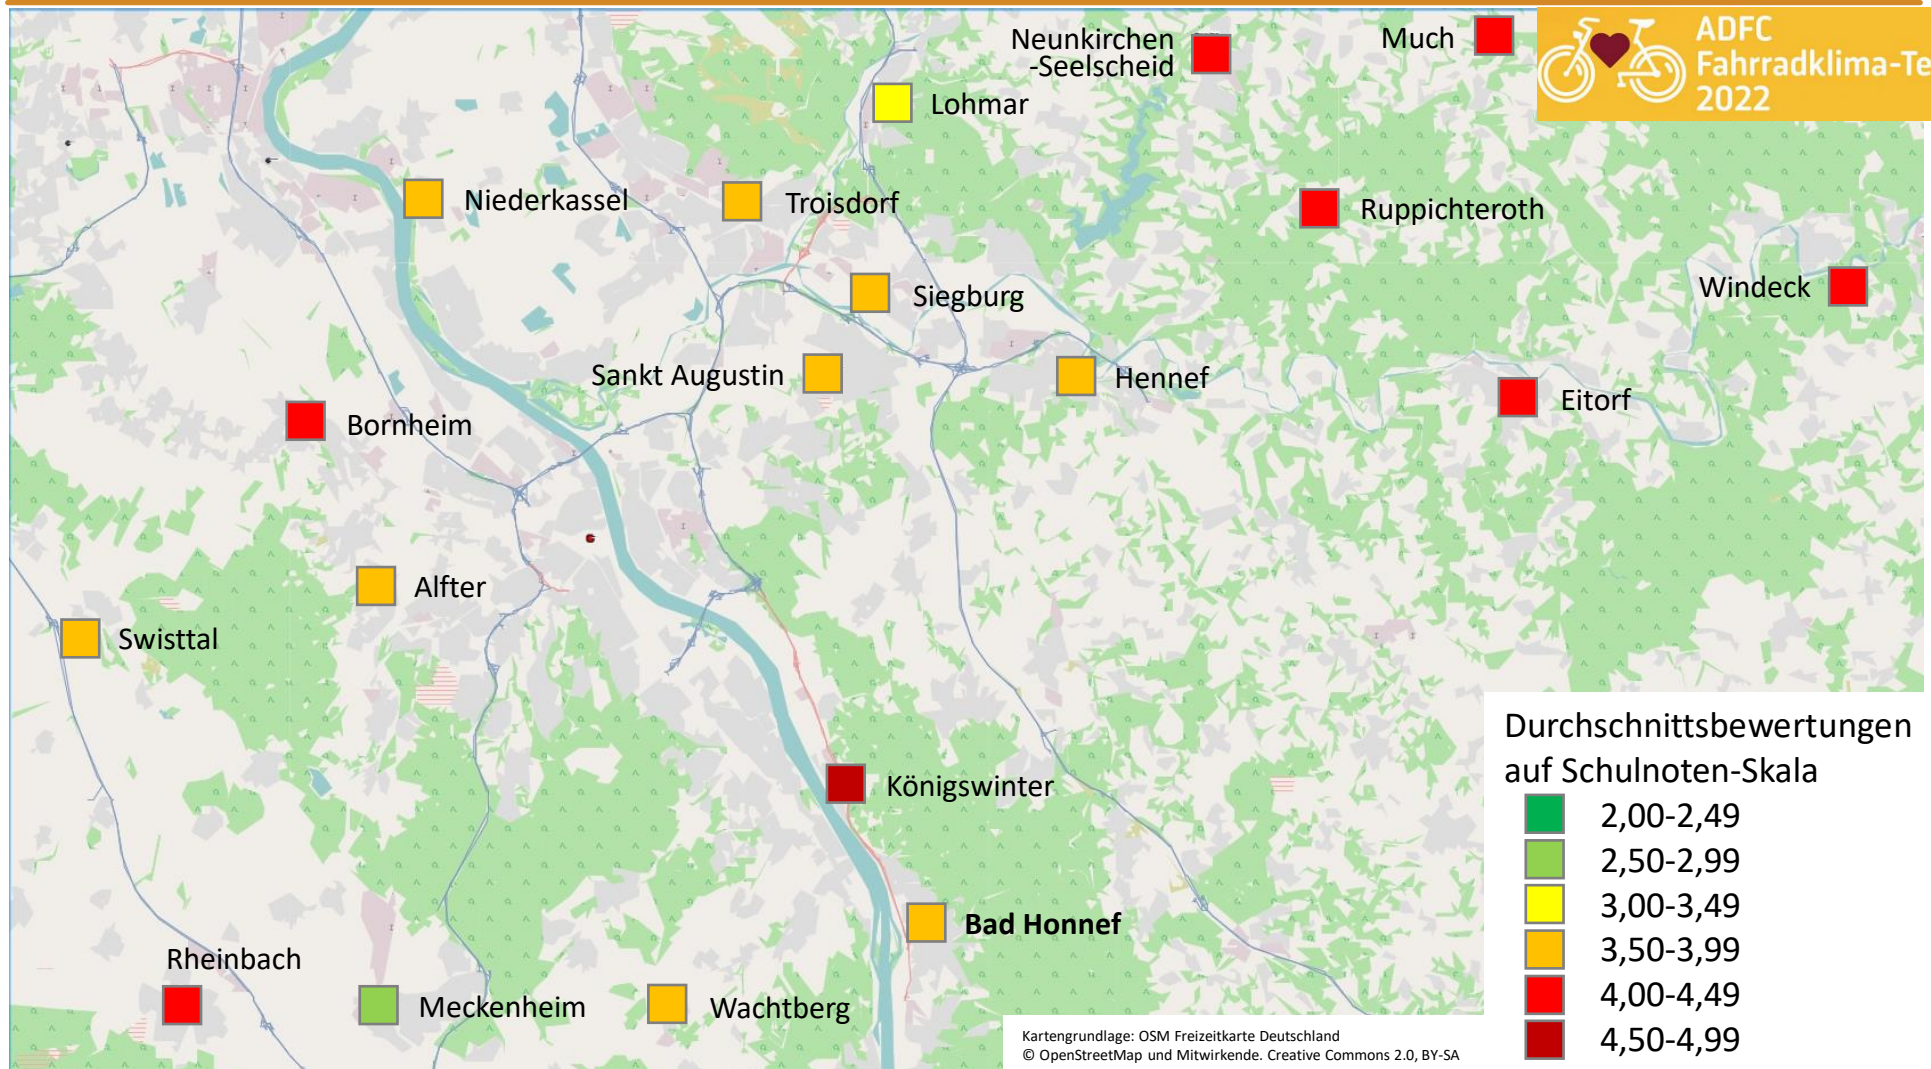 Neunkirchen
-Seelscheid
Much
ADFC
Fahrradklima-Te
2022
Lohmar
Niederkassel
Troisdorf
Ruppichteroth
Siegburg
Windeck
Sankt Augustin
Hennef
Eitorf
Bornheim
Alfter
Swisttal
Königswinter
Bad Honnef
Rheinbach
Meckenheim
Wachtberg
Durchschnittsbewertungen
auf Schulnoten-Skala
2,00-2,49
2,50-2,99
3,00-3,49
3,50-3,99
4,00-4,49
4,50-4,99
Kartengrundlage: OSM Freizeitkarte Deutschland
© OpenStreetMap und Mitwirkende. Creative Commons 2.0, BY-SA